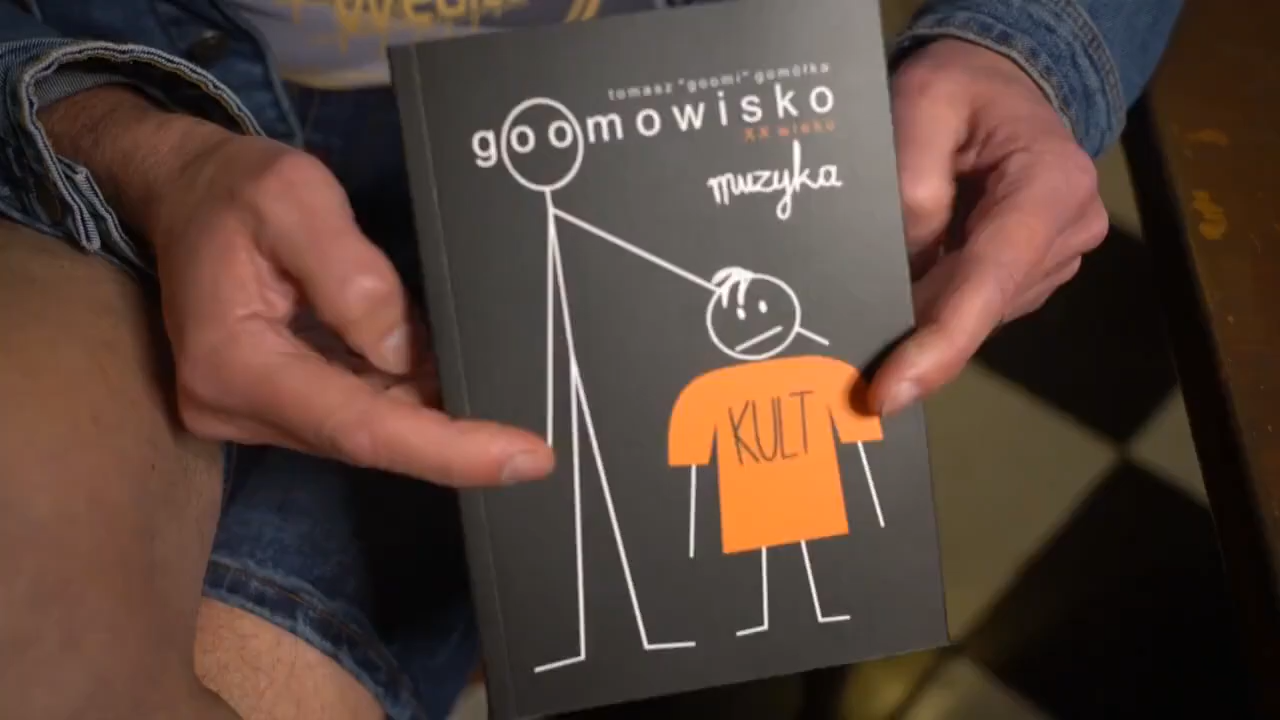 tomasz "goomi" gomółka
goomowisko
XX wieku
muzyka
KULT